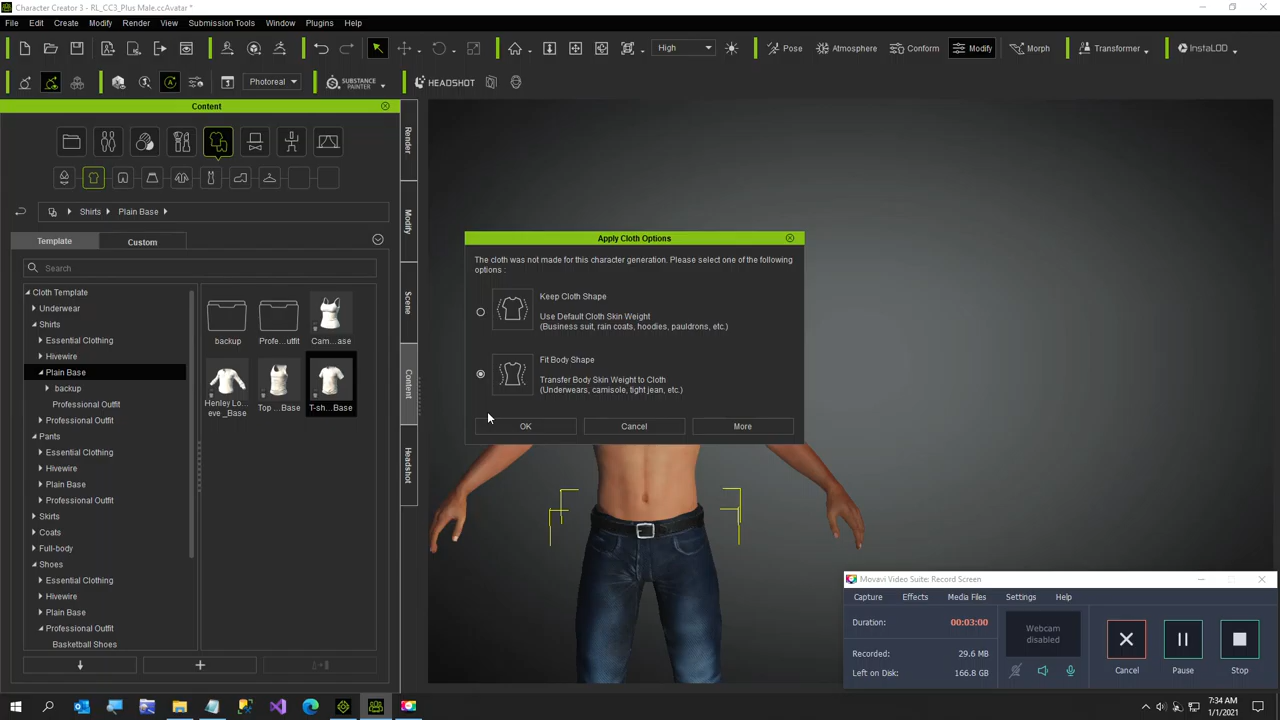 Character Creator 3 - RL_CC3_Plus Male.ccAvatar *
File Edit Create Modify Render View Submission Tools Window Plugins Help
High
Pose
Atmosphere
Conform
Modify
Morph
Transformer
InstaLOD
Photoreal
SUBSTANCE PAINTER
HEADSHOT
Content
Render
Modify
Scene
Content
Headshot
Shirts
Plain Base
Template
Custom
Search
Cloth Template
Underwear
Shirts
Essential Clothing
Hivewire
Plain Base
backup
Professional Outfit
Essential Clothing
Pants
Essential Clothing
Hivewire
Plain Base
Professional Outfit
Skirts
Coats
Full-body
Shoes
Essential Clothing
Hivewire
Plain Base
Professional Outfit
Basketball Shoes
backup
Profe...utfit
Cam...ase
Henley Lo...
eve _Base
Top ...Base
T-sh...Base
Apply Cloth Options
The cloth was not made for this character generation. Please select one of the following
options :
Keep Cloth Shape
Use Default Cloth Skin Weight
(Business suit, rain coats, hoodies, pauldrons, etc.)
Fit Body Shape
Transfer Body Skin Weight to Cloth
(Underwears, camisole, tight jean, etc.)
OK
Cancel
More
Movavi Video Suite: Record Screen
Capture Effects Media Files Settings Help
Duration: 00:03:00
Recorded: 29.6 MB
Left on Disk: 166.8 GB
Webcam
disabled
Cancel
Pause
Stop
7:34 AM
1/1/2021